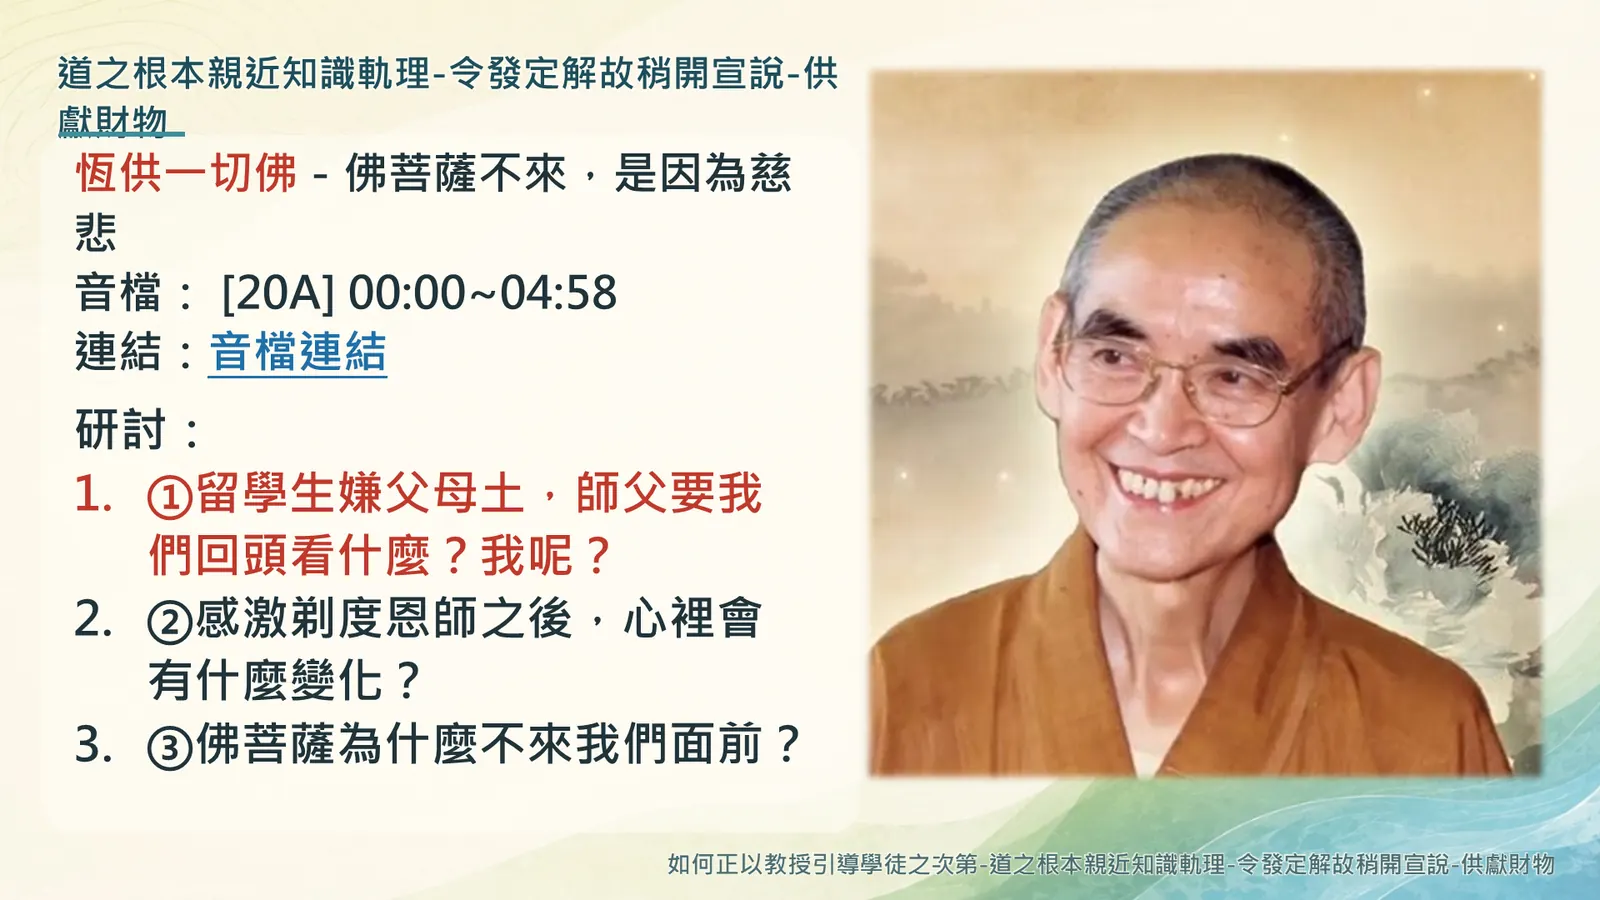 道之根本親近知識軌理-令發定解故稍開宣說-供
獻財物
恆供一切佛 - 佛菩薩不來，是因為慈
悲
音檔： [20A] 00:00~04:58
連結：音檔連結
研討：
1. ①留學生嫌父母土，師父要我
們回頭看什麼？我呢？
2. ②感激剃度恩師之後，心裡會
有什麼變化？
3. ③佛菩薩為什麼不來我們面前？
如何正以教授引導學徒之次第-道之根本親近知識軌理-令發定解故稍開宣說-供獻財物